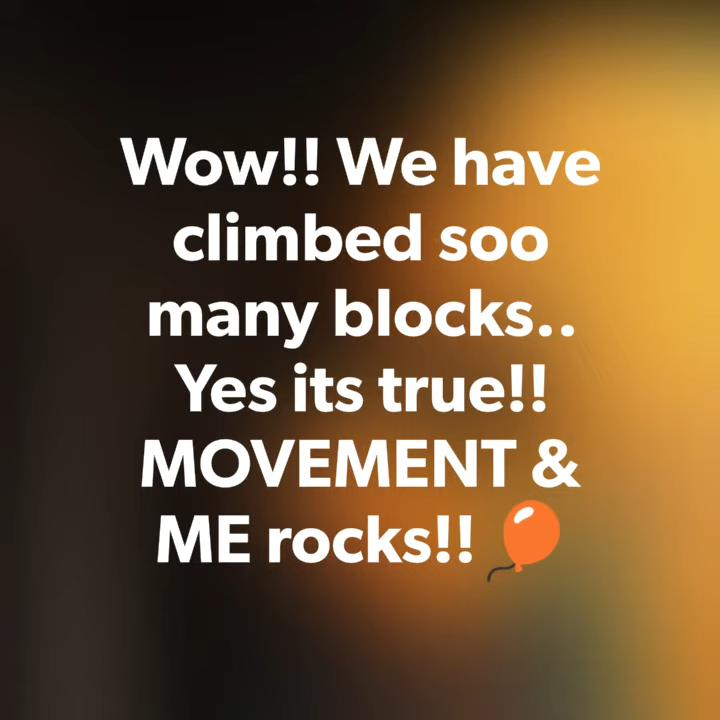 Wow!! We have
climbed soo
many blocks..
Yes its true!!
MOVEMENT &
ME rocks!! 🎈